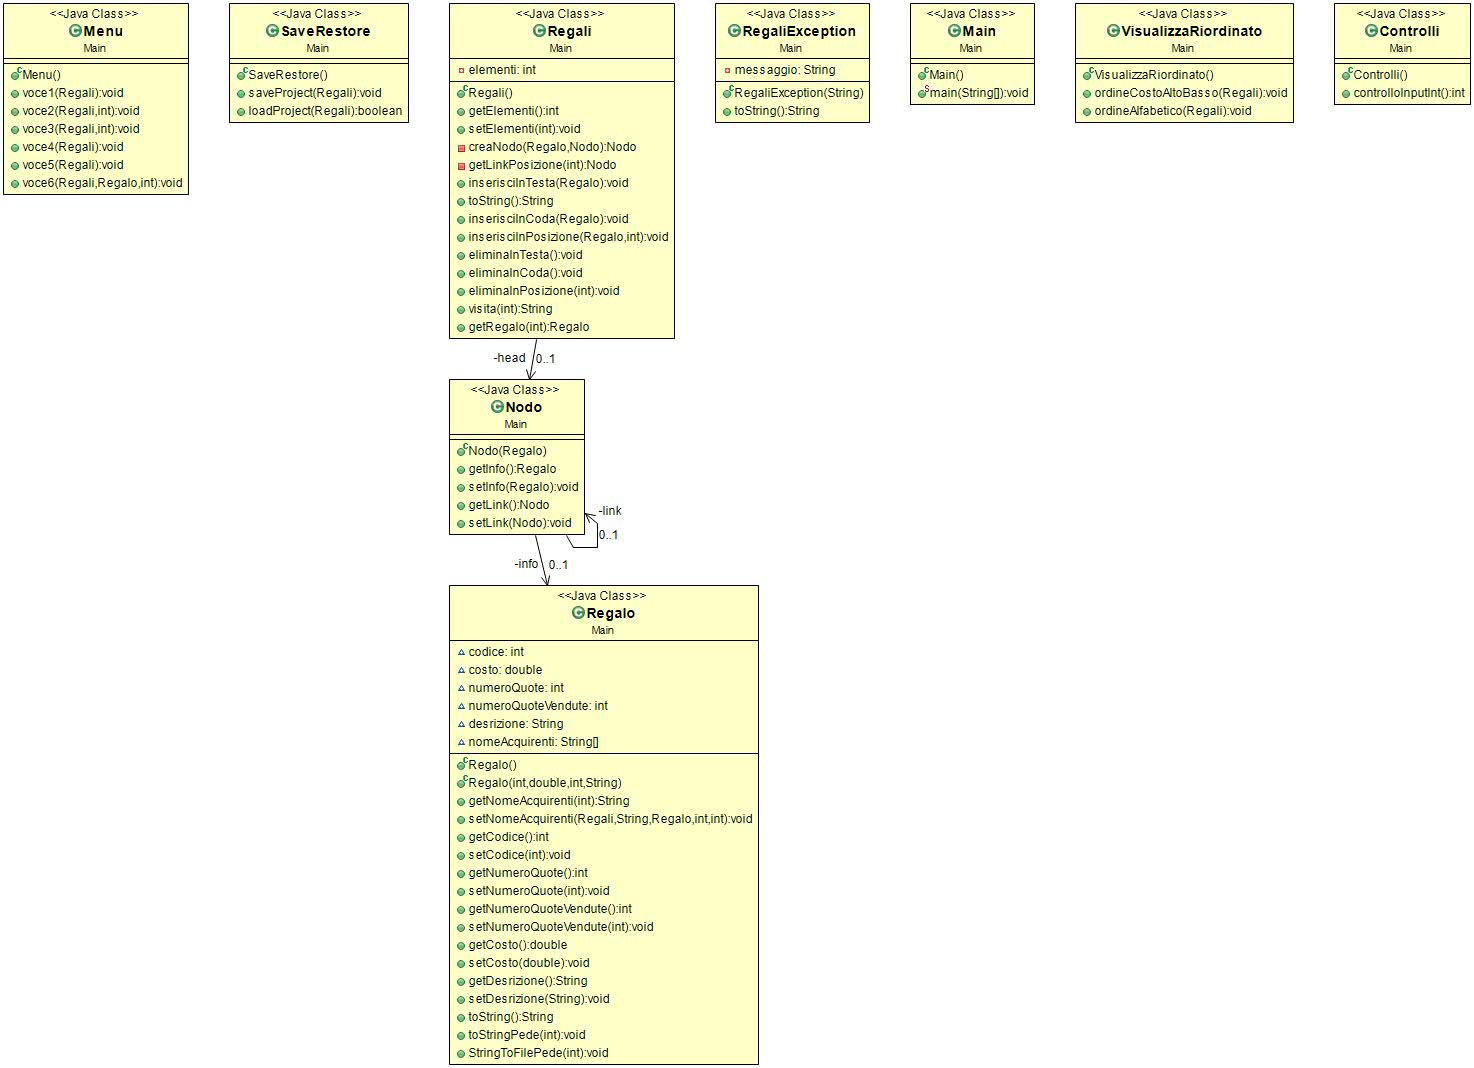 <<Java Class>>
Menu
Main
Menu()
voce1(Regali):void
voce2(Regali,int):void
voce3(Regali,int):void
voce4(Regali):void
voce5(Regali):void
voce6(Regali,Regalo,int):void
<<Java Class>>
SaveRestore
Main
SaveRestore()
saveProject(Regali):void
loadProject(Regali):boolean
<<Java Class>>
Regali
Main
elementi: int
Regali()
getElementi():int
setElementi(int):void
creaNodo(Regalo,Nodo):Nodo
getLinkPosizione(int):Nodo
inserisciInTesta(Regalo):void
toString():String
inserisciInCoda(Regalo):void
inserisciInPosizione(Regalo,int):void
eliminaInTesta():void
eliminaInCoda():void
eliminaInPosizione(int):void
visita(int):String
getRegalo(int):Regalo
<<Java Class>>
RegaliException
Main
messaggio: String
RegaliException(String)
toString():String
<<Java Class>>
Main
Main
Main()
main(String[]):void
<<Java Class>>
VisualizzaRiordinato
Main
VisualizzaRiordinato()
ordineCostoAltoBasso(Regali):void
ordineAlfabetico(Regali):void
<<Java Class>>
Controlli
Main
Controlli()
controlloInputInt():int
-head 0..1
<<Java Class>>
Nodo
Main
Nodo(Regalo)
getInfo():Regalo
setInfo(Regalo):void
getLink():Nodo
setLink(Nodo):void
-link
0..1
-info 0..1
<<Java Class>>
Regalo
Main
codice: int
costo: double
numeroQuote: int
numeroQuoteVendute: int
desrizione: String
nomeAcquirenti: String[]
Regalo()
Regalo(int,double,int,String)
getNomeAcquirenti(int):String
setNomeAcquirenti(Regali,String,Regalo,int,int):void
getCodice():int
setCodice(int):void
getNumeroQuote():int
setNumeroQuote(int):void
getNumeroQuoteVendute():int
setNumeroQuoteVendute(int):void
getCosto():double
setCosto(double):void
getDesrizione():String
setDesrizione(String):void
toString():String
toStringPede(int):void
StringToFilePede(int):void